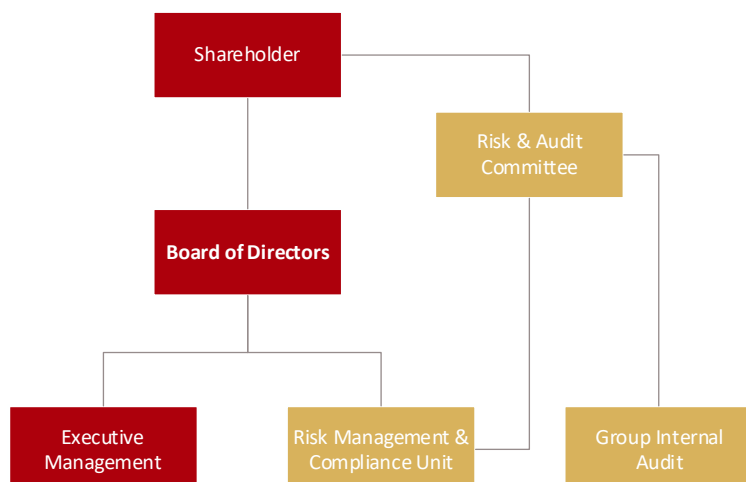 Shareholder
Risk & Audit
Committee
Board of Directors
Executive
Management
Risk Management &
Compliance Unit
Group Internal
Audit